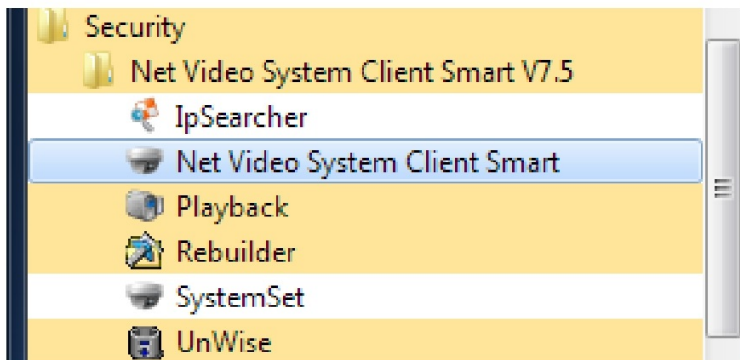 Security
Net Video System Client Smart V7.5
IpSearcher
Net Video System Client Smart
Playback
Rebuilder
SystemSet
UnWise